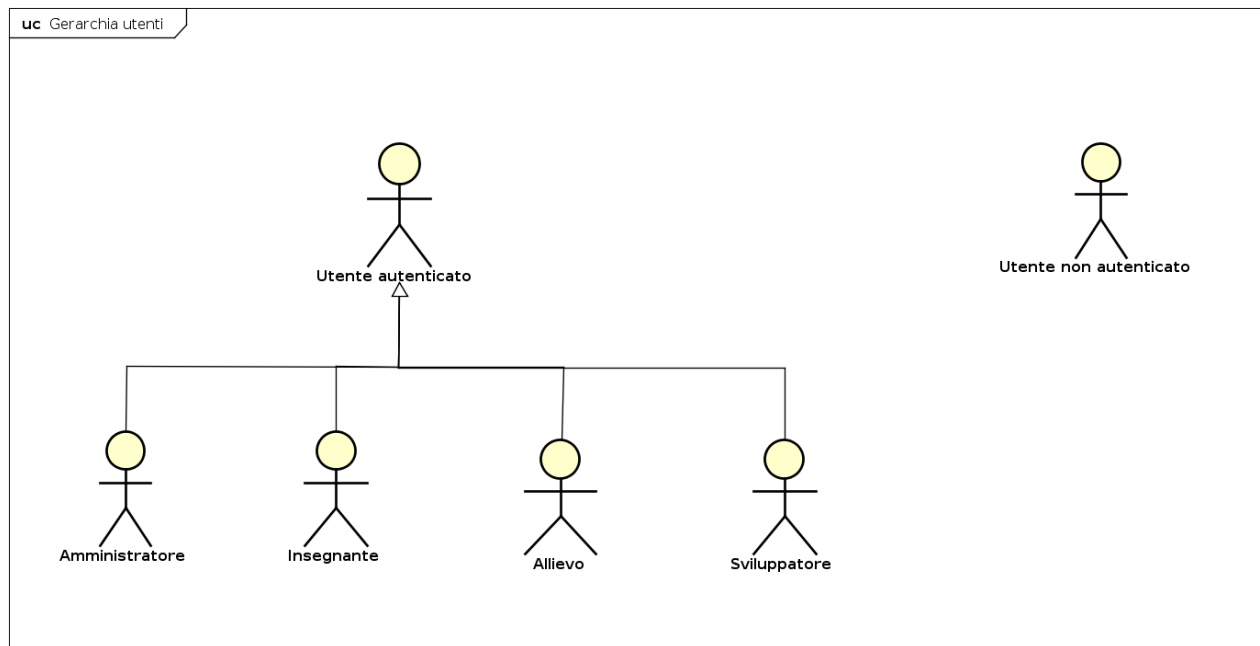 uc Gerarchia utenti
Utente autenticato
Utente non autenticato
Amministratore
Insegnante
Allievo
Sviluppatore